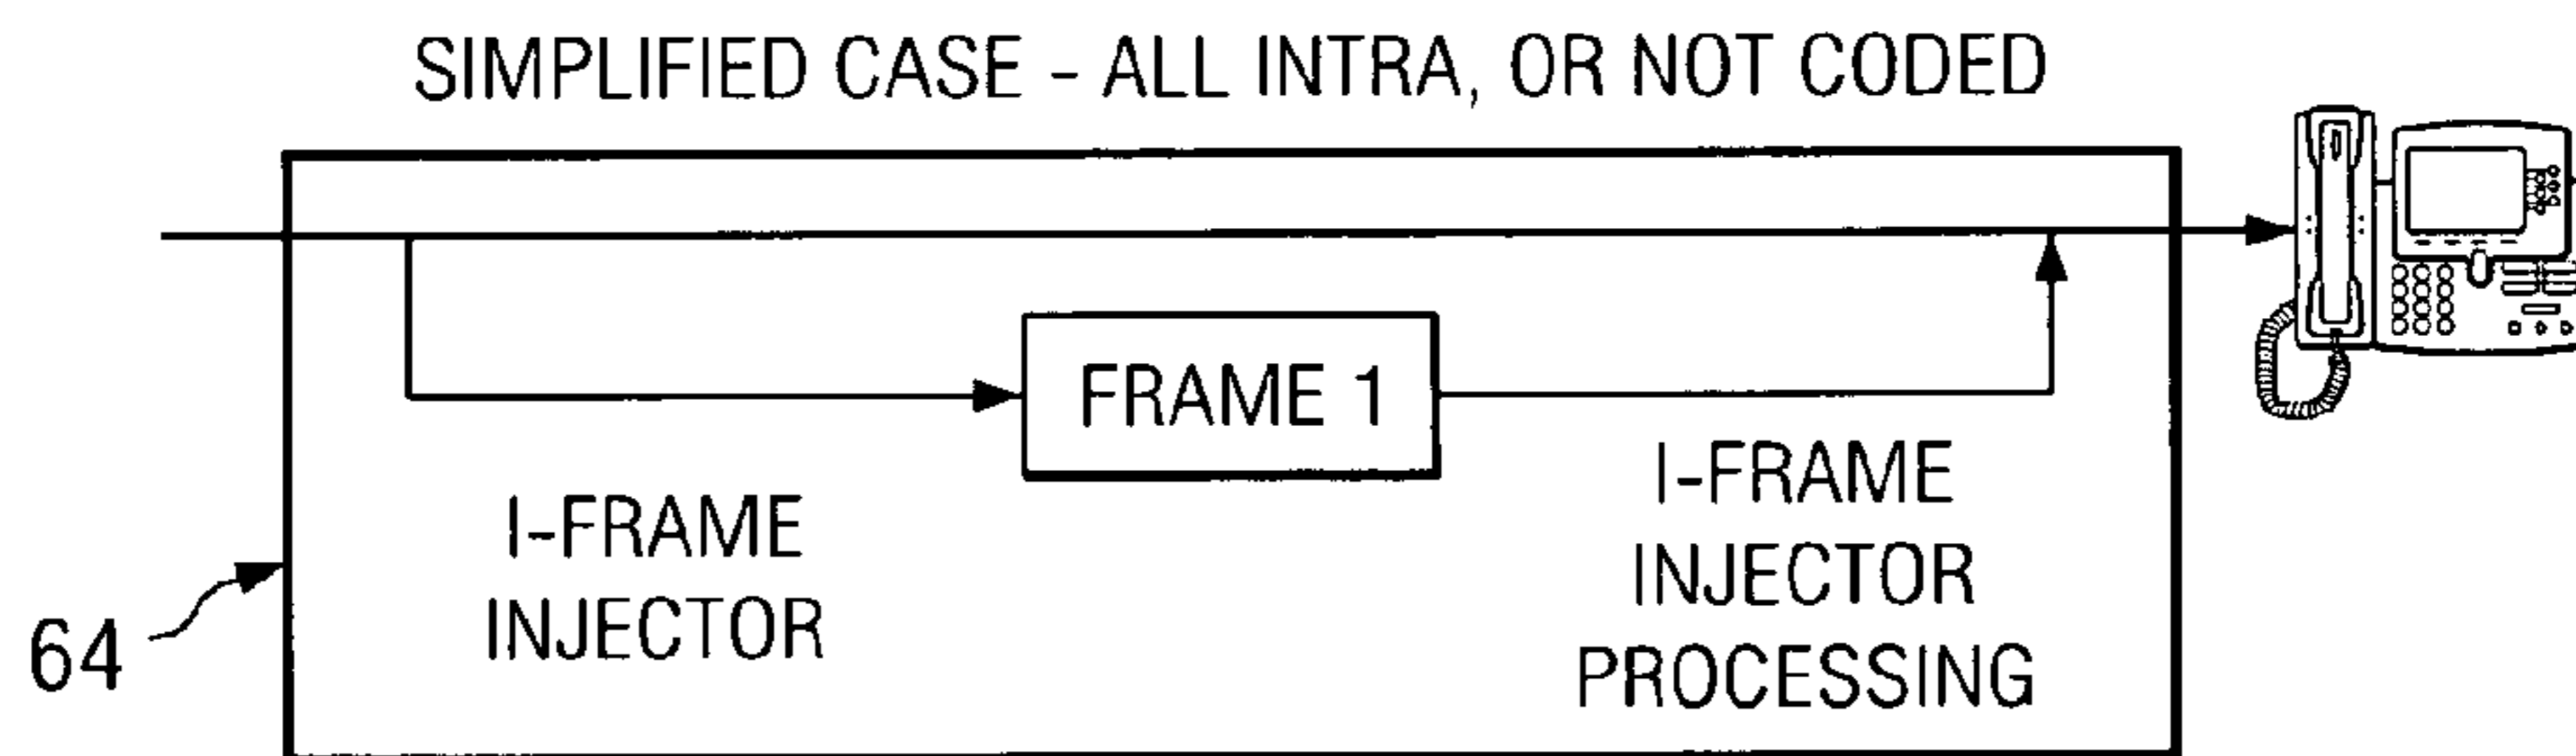 SIMPLIFIED CASE - ALL INTRA, OR NOT CODED
FRAME 1
I-FRAME
INJECTOR
I-FRAME
INJECTOR
PROCESSING
64